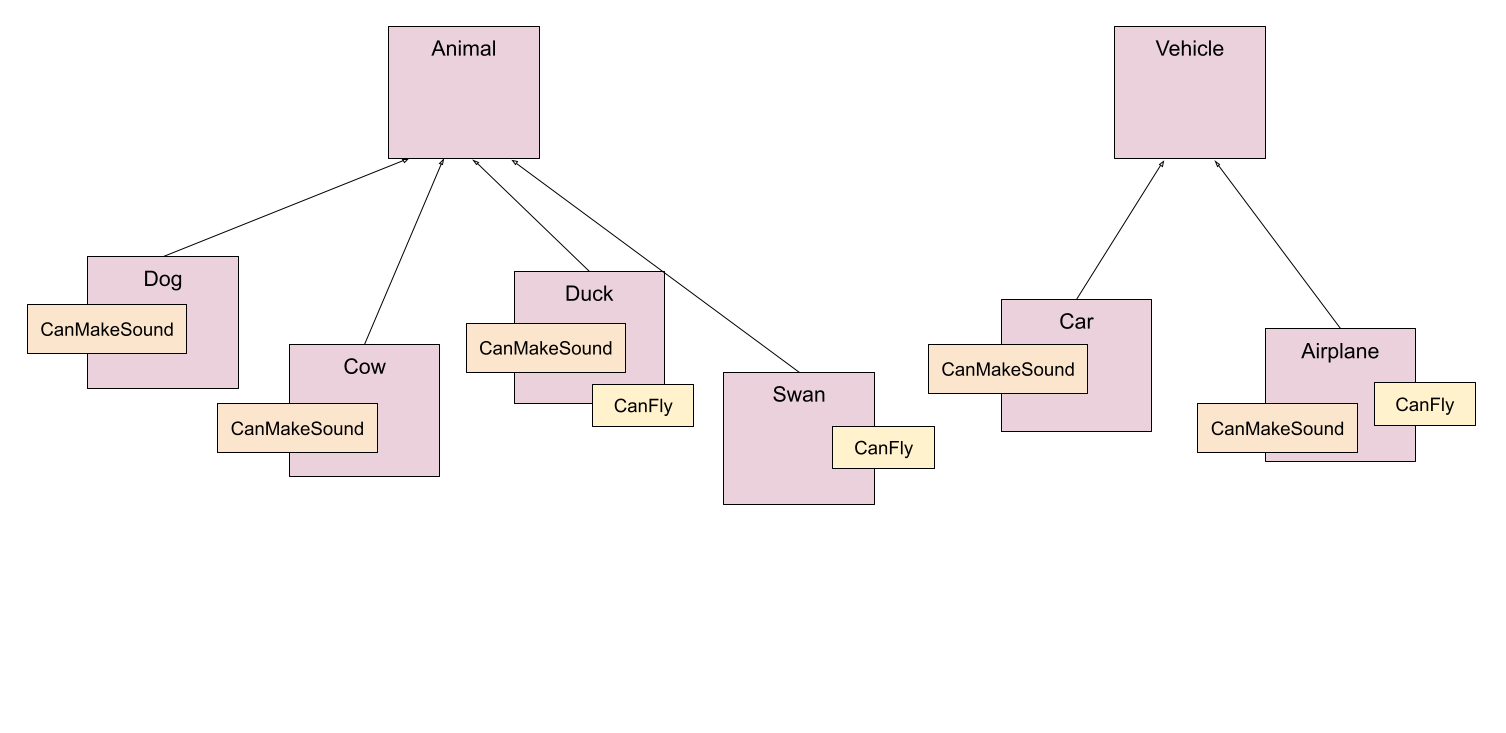 Animal
Vehicle
Dog
CanMakeSound
Cow
CanMakeSound
Duck
CanMakeSound
CanFly
Swan
CanFly
Car
CanMakeSound
Airplane
CanFly
CanMakeSound